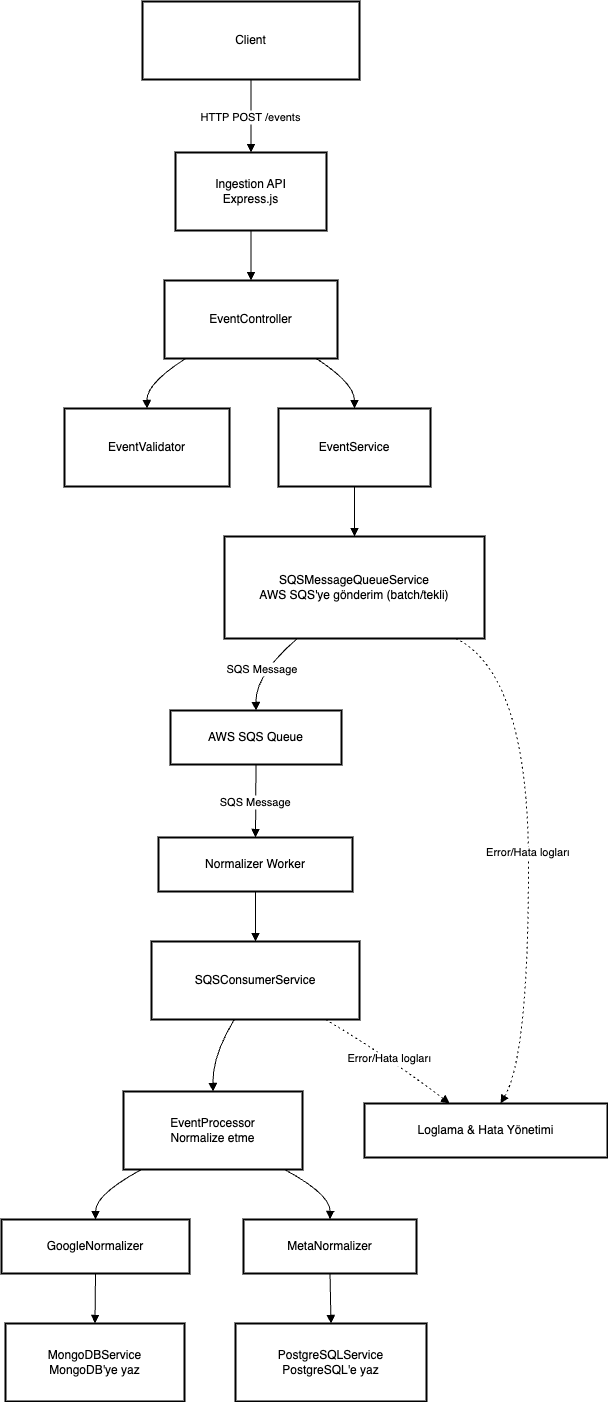 Client
HTTP POST /events
Ingestion API
Express.js
EventController
EventValidator
EventService
SQSMessageQueueService
AWS SQS'ye gönderim (batch/tekli)
SQS Message
AWS SQS Queue
SQS Message
Normalizer Worker
Error/Hata logları
SQSConsumerService
Error/Hata logları
EventProcessor
Normalize etme
Loglama & Hata Yönetimi
GoogleNormalizer
MetaNormalizer
MongoDBService
MongoDB'ye yaz
PostgreSQLService
PostgreSQL'e yaz